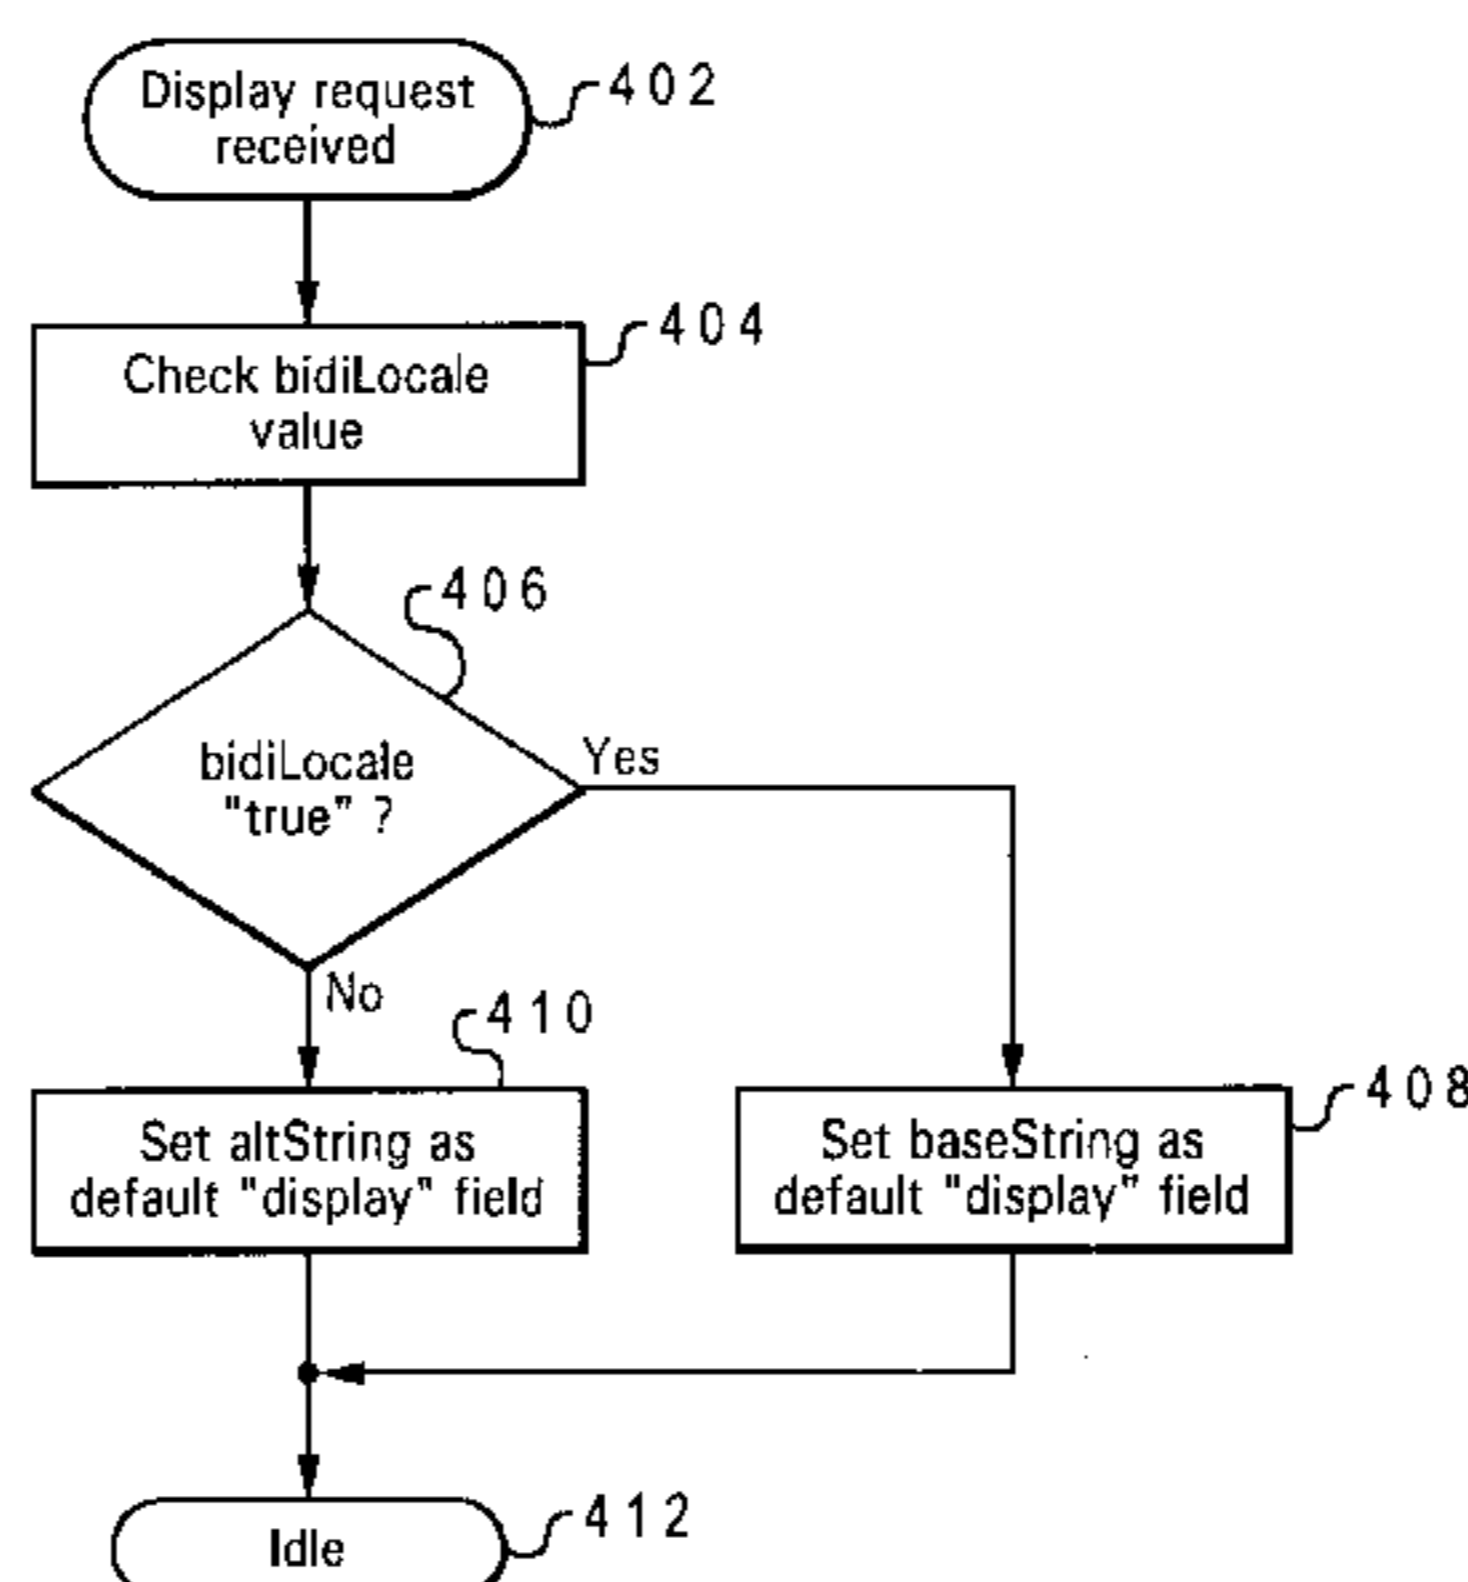 Display request
received
402
Check bidiLocale
value
404
406
bidiLocale
"true" ?
Yes
No
410
Set altString as
default "display" field
408
Set baseString as
default "display" field
Idle
412